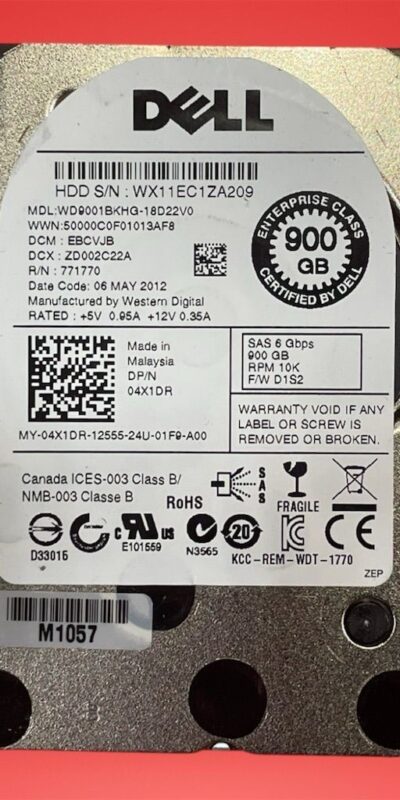 DELL
HDD S/N : WX11EC1ZA209
MDL:WD9001BKHG-18D22V0
WWN:50000C0F01013AF8
DCM : EBCVJB
DCX : ZD002C22A
R/N : 771770
Date Code: 06 MAY 2012
Manufactured by Western Digital
RATED : +5V 0.95A +12V 0.35A
ENTERPRISE CLASS
900
GB
CERTIFIED BY DELL
Made in
Malaysia
DP/N
04X1DR
MY-04X1DR-12555-24U-01F9-A00
SAS 6 Gbps
900 GB
RPM 10K
F/W D1S2
WARRANTY VOID IF ANY
LABEL OR SCREW IS
REMOVED OR BROKEN.
Canada ICES-003 Class B/
NMB-003 Classe B
RoHS
SAS
FRAGILE
D33015
c RU us
E101559
N3565
20
KCC-REM-WDT-1770
CE
ZEP
M1057